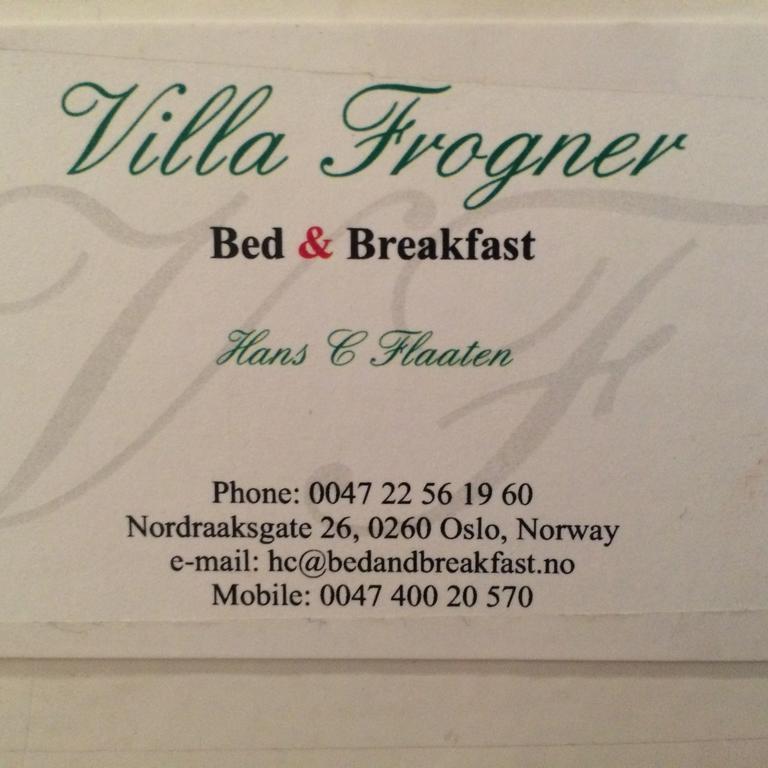 Villa Frogner
Bed & Breakfast
Hans C Flaaten
Phone: 0047 22 56 19 60
Nordraaksgate 26, 0260 Oslo, Norway
e-mail: hc@bedandbreakfast.no
Mobile: 0047 400 20 570
VF